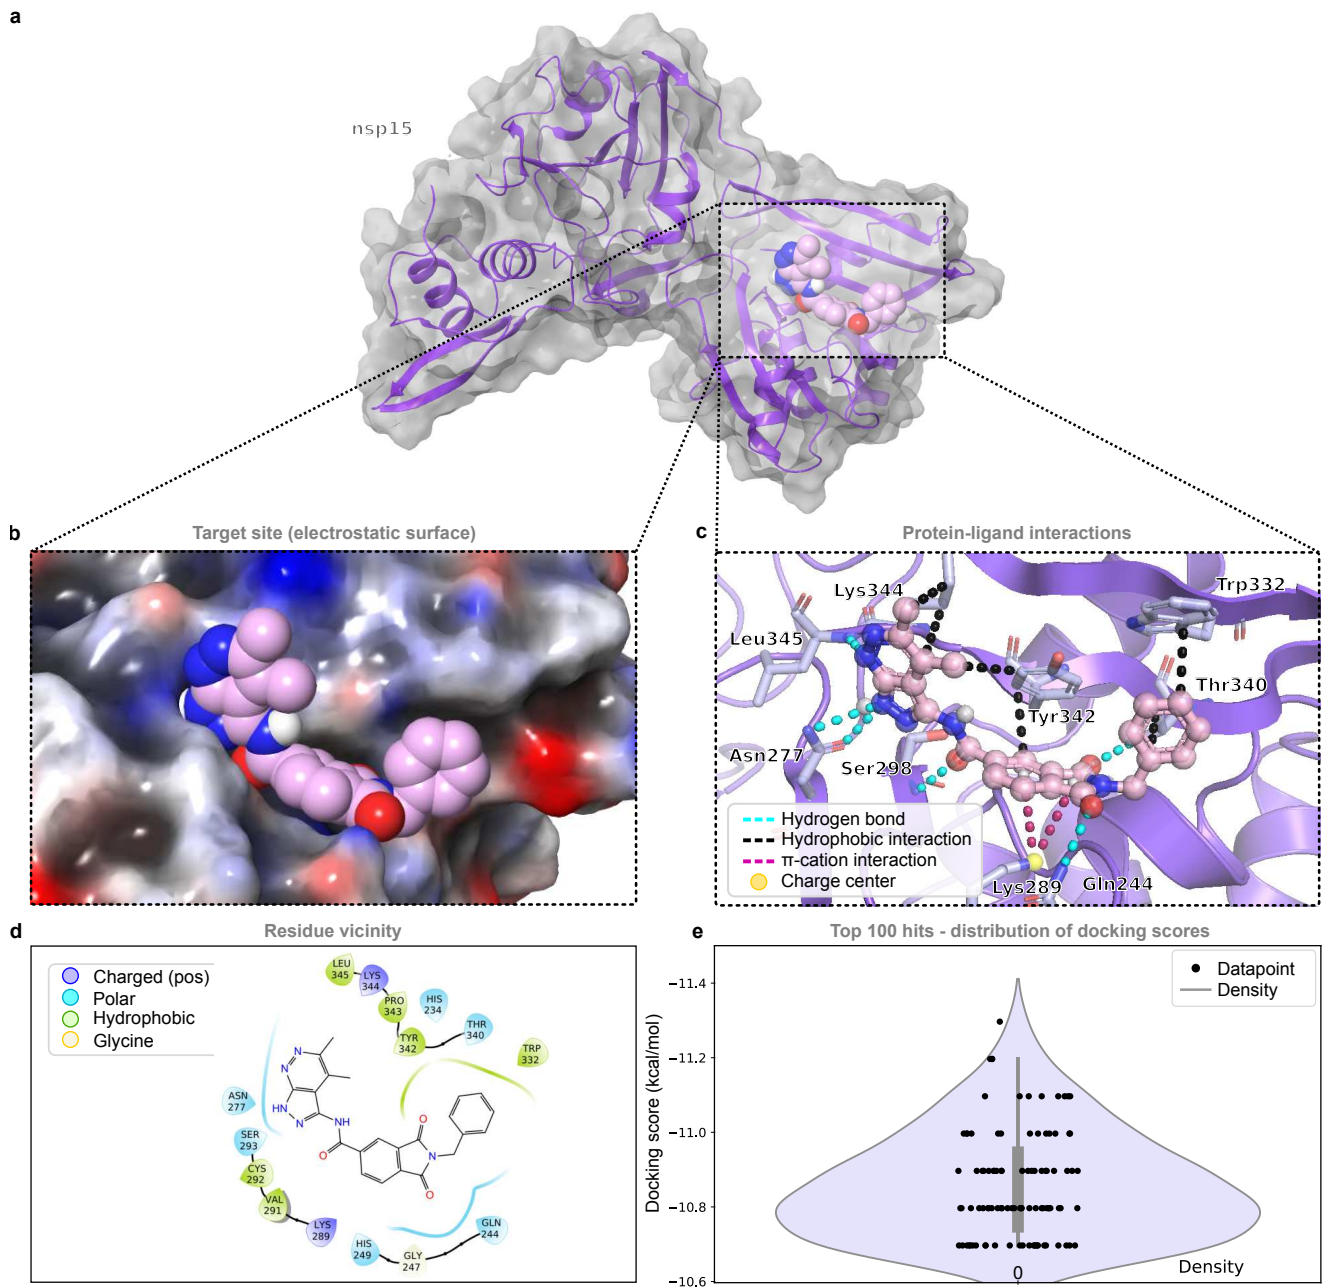 a
nsp15
b
Target site (electrostatic surface)
c
Protein-ligand interactions
Lys344
Trp332
Leu345
Thr340
Tyr342
Asn277
Ser298
Hydrogen bond
Hydrophobic interaction
π-cation interaction
Charge center
Lys289
Gln244
d
Residue vicinity
Charged (pos)
Polar
Hydrophobic
Glycine
LEU
345
LYS
344
PRO
343
HIS
234
TYR
342
THR
340
TRP
332
ASN
277
SER
293
CYS
292
VAL
291
LYS
289
HIS
249
GLY
247
GLN
244
N
N
HN
N
NH
O
O
N
O
e
Top 100 hits - distribution of docking scores
Datapoint
Density
Docking score (kcal/mol)
−11.4
−11.2
−11.0
−10.8
−10.6
0
Density